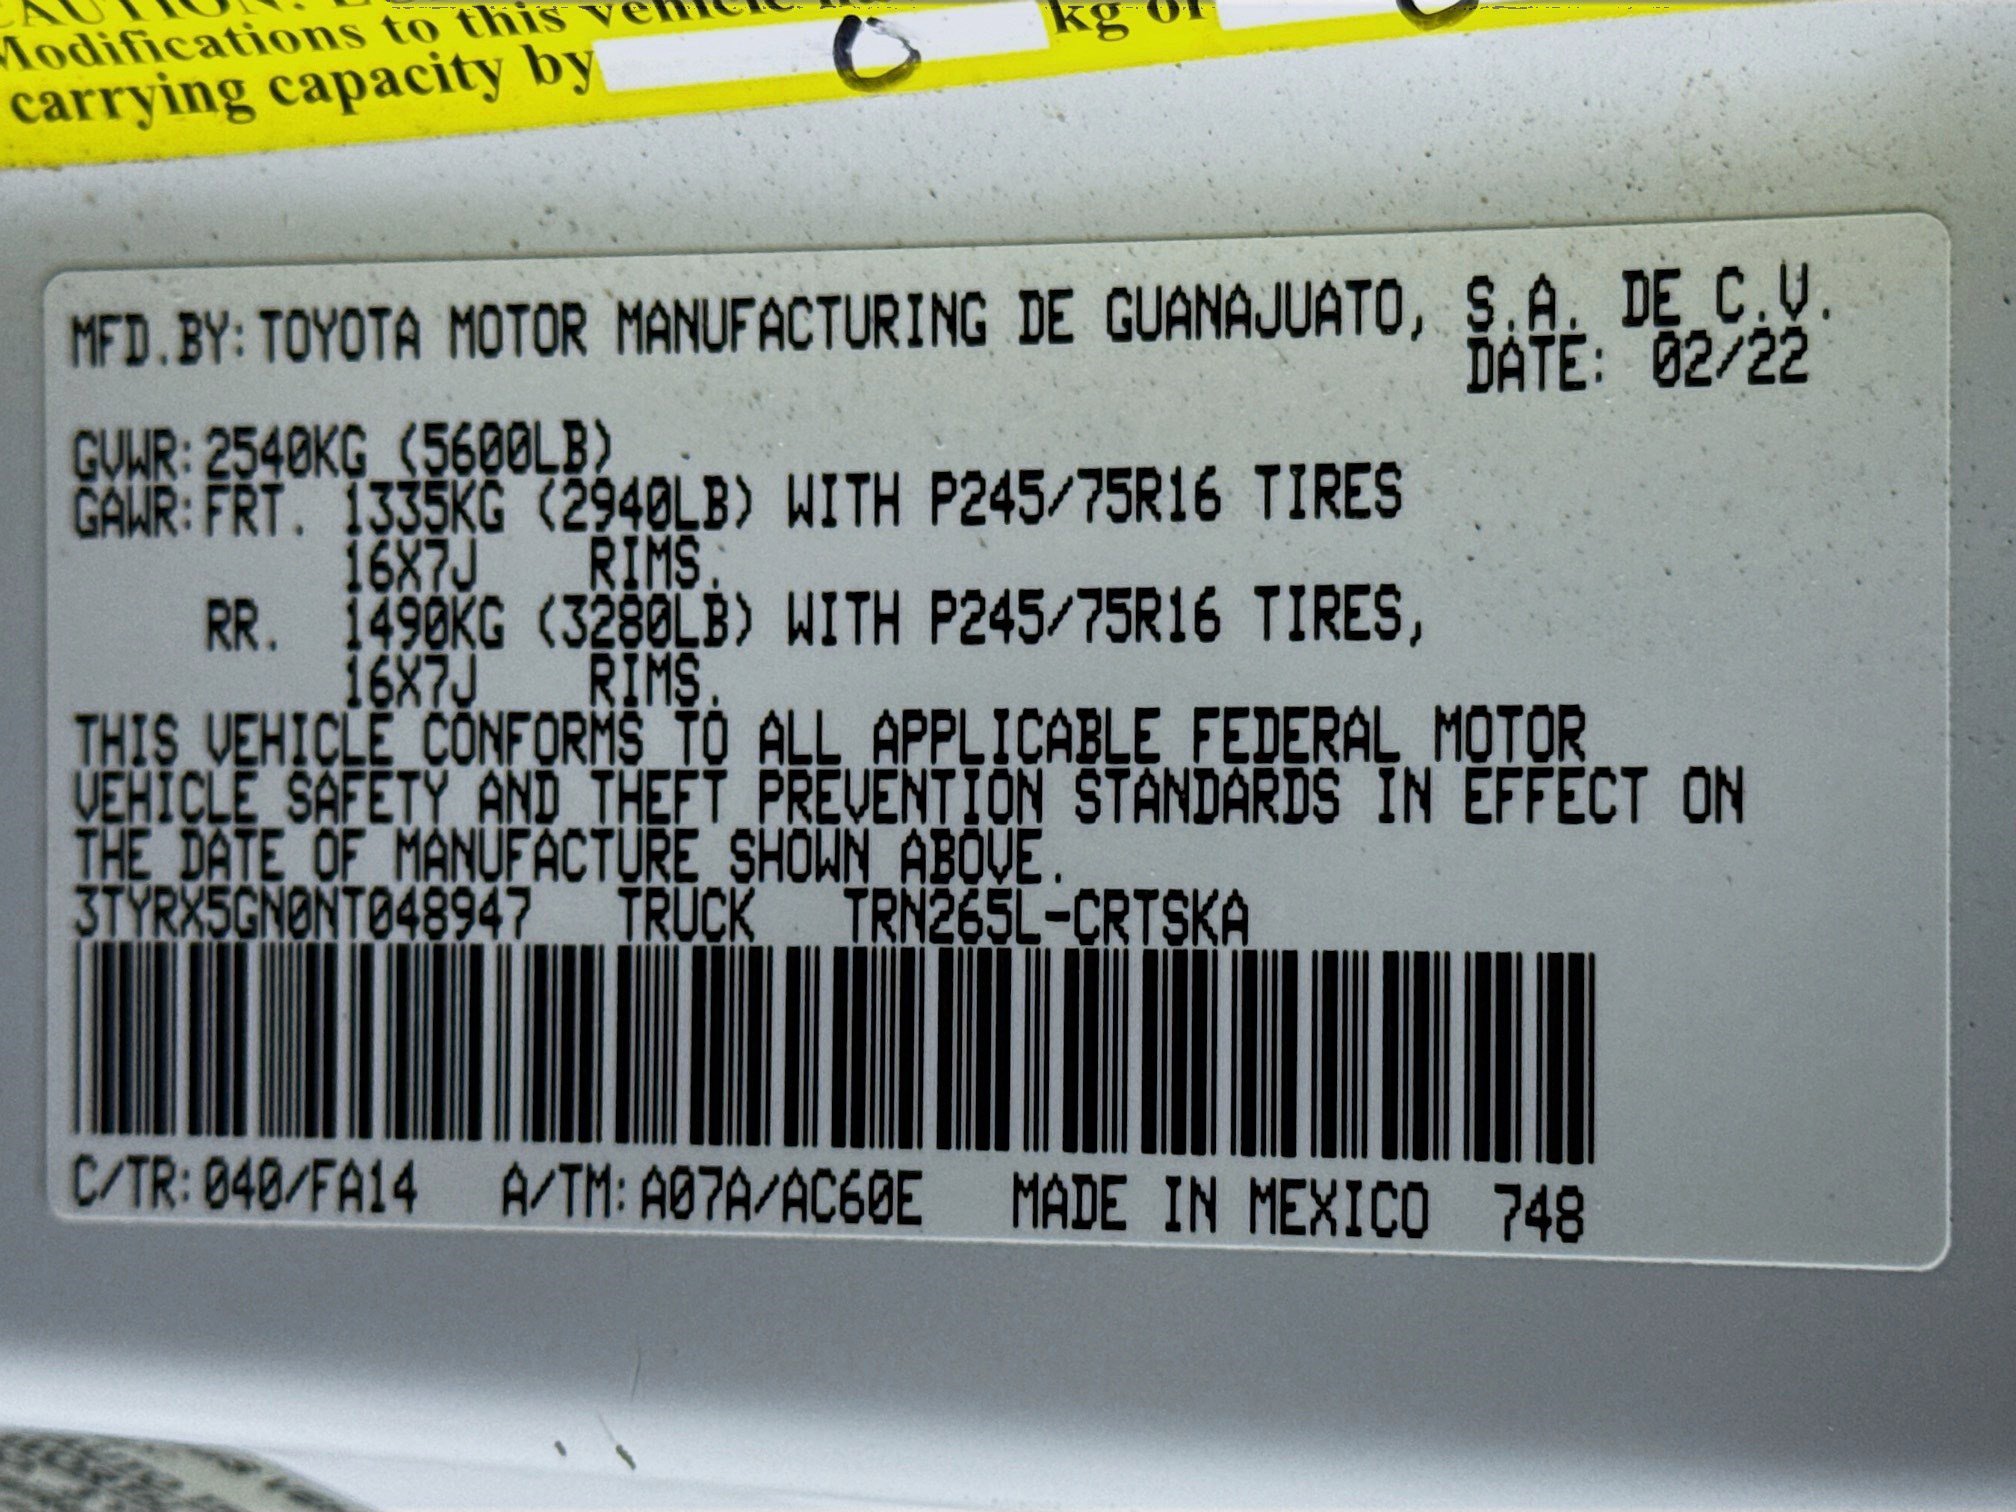 CAUTION:
Modifications to this vehicle
kg or
carrying capacity by 0
MFD.BY: TOYOTA MOTOR MANUFACTURING DE GUANAJUATO, S.A. DE C.V.
DATE: 02/22
GVWR: 2540KG (5600LB)
GAWR: FRT. 1335KG (2940LB) WITH P245/75R16 TIRES
16X7J RIMS.
RR. 1490KG (3280LB) WITH P245/75R16 TIRES,
16X7J RIMS.
THIS VEHICLE CONFORMS TO ALL APPLICABLE FEDERAL MOTOR
VEHICLE SAFETY AND THEFT PREVENTION STANDARDS IN EFFECT ON
THE DATE OF MANUFACTURE SHOWN ABOVE.
3TYRX5GN0NT048947 TRUCK TRN265L-CRTSKA
C/TR: 040/FA14 A/TM: A07A/AC60E MADE IN MEXICO 748